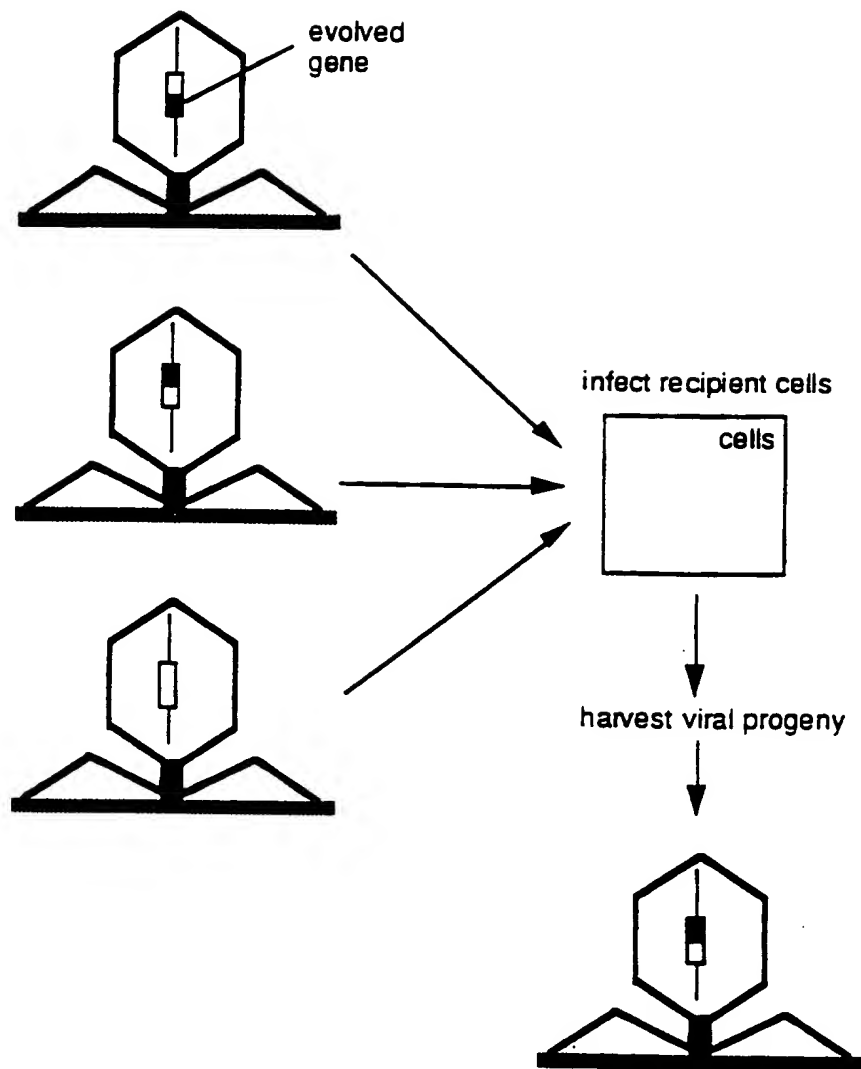 evolved
gene
infect recipient cells
cells
harvest viral progeny